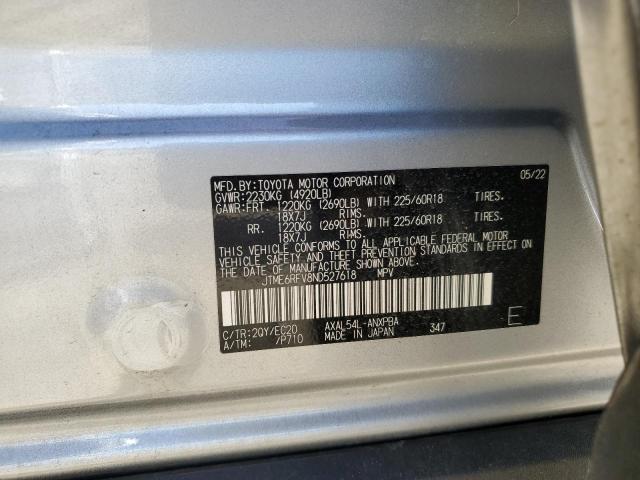 MFD.BY:TOYOTA MOTOR CORPORATION 05/22
GVWR:2230KG (4920LB)
GAWR:FRT. 1220KG (2690LB) WITH 225/60R18 TIRES.
18X7J RIMS.
RR. 1220KG (2690LB) WITH 225/60R18 TIRES.
18X7J RIMS.
THIS VEHICLE CONFORMS TO ALL APPLICABLE FEDERAL MOTOR
VEHICLE SAFETY AND THEFT PREVENTION STANDARDS IN EFFECT ON
THE DATE OF MANUFACTURE SHOWN ABOVE.
JTME6RFV8ND527618 MPV
C/TR:2QY/EC20 AXAL54L-ANXPBA 347 E
A/TM: /P710 MADE IN JAPAN